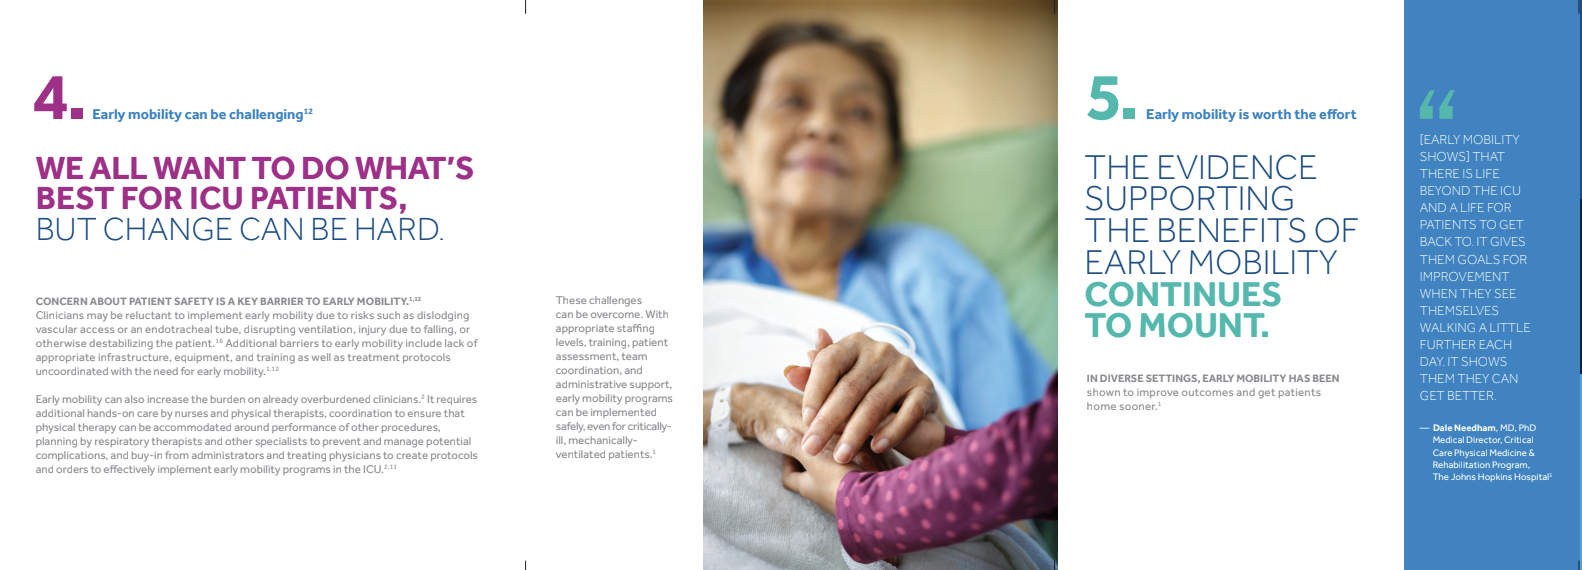 4. Early mobility can be challenging12
WE ALL WANT TO DO WHAT'S
BEST FOR ICU PATIENTS,
BUT CHANGE CAN BE HARD.
CONCERN ABOUT PATIENT SAFETY IS A KEY BARRIER TO EARLY MOBILITY.1,12
Clinicians may be reluctant to implement early mobility due to risks such as dislodging
vascular access or an endotracheal tube, disrupting ventilation, injury due to falling, or
otherwise destabilizing the patient.16 Additional barriers to early mobility include lack of
appropriate infrastructure, equipment, and training as well as treatment protocols
uncoordinated with the need for early mobility.1,12
Early mobility can also increase the burden on already overburdened clinicians.2 It requires
additional hands-on care by nurses and physical therapists, coordination to ensure that
physical therapy can be accommodated around performance of other procedures,
planning by respiratory therapists and other specialists to prevent and manage potential
complications, and buy-in from administrators and treating physicians to create protocols
and orders to effectively implement early mobility programs in the ICU.2,11
These challenges
can be overcome. With
appropriate staffing
levels, training, patient
assessment, team
coordination, and
administrative support,
early mobility programs
can be implemented
safely, even for critically-
ill, mechanically-
ventilated patients.1
5. Early mobility is worth the effort
THE EVIDENCE
SUPPORTING
THE BENEFITS OF
EARLY MOBILITY
CONTINUES
TO MOUNT.
IN DIVERSE SETTINGS, EARLY MOBILITY HAS BEEN
shown to improve outcomes and get patients
home sooner.1
“
[EARLY MOBILITY
SHOWS] THAT
THERE IS LIFE
BEYOND THE ICU
AND A LIFE FOR
PATIENTS TO GET
BACK TO. IT GIVES
THEM GOALS FOR
IMPROVEMENT
WHEN THEY SEE
THEMSELVES
WALKING A LITTLE
FURTHER EACH
DAY. IT SHOWS
THEM THEY CAN
GET BETTER.
— Dale Needham, MD, PhD
Medical Director, Critical
Care Physical Medicine &
Rehabilitation Program,
The Johns Hopkins Hospital